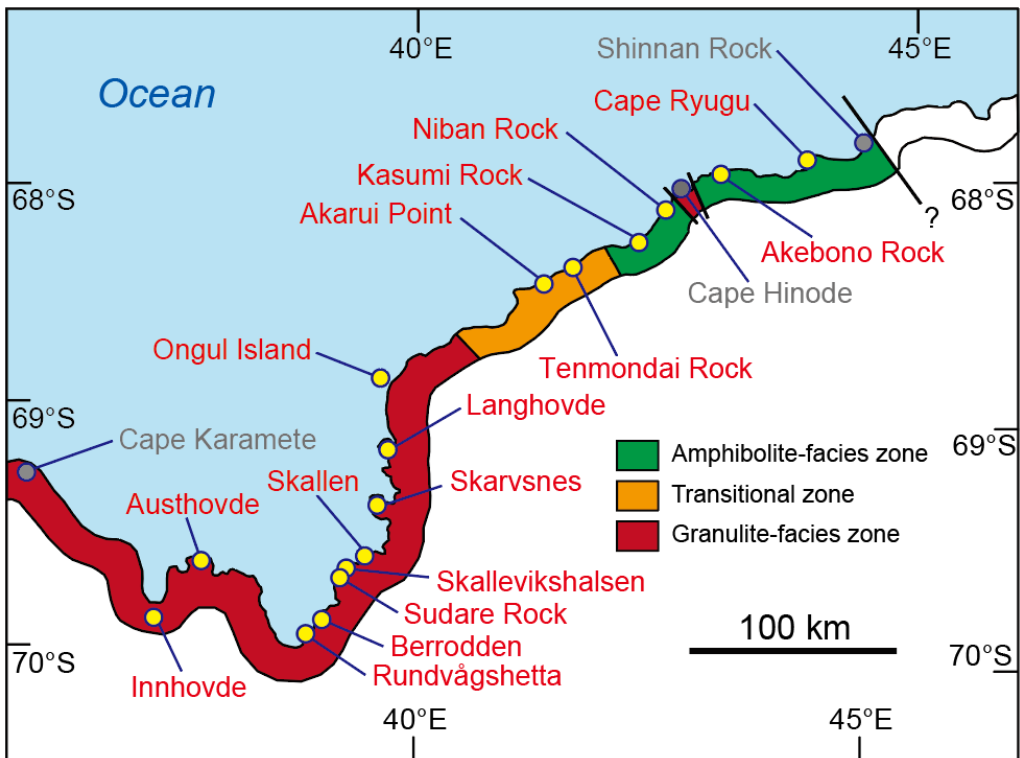 40°E
45°E
Shinnan Rock
Ocean
Cape Ryugu
Niban Rock
Kasumi Rock
68°S
68°S
Akarui Point
?
Akebono Rock
Cape Hinode
Ongul Island
Tenmondai Rock
Langhovde
69°S
69°S
Cape Karamete
Amphibolite-facies zone
Skallen
Skarvsnes
Transitional zone
Austhovde
Granulite-facies zone
Skallevikshalsen
Sudare Rock
100 km
Berrodden
70°S
70°S
Rundvågshetta
Innhovde
40°E
45°E